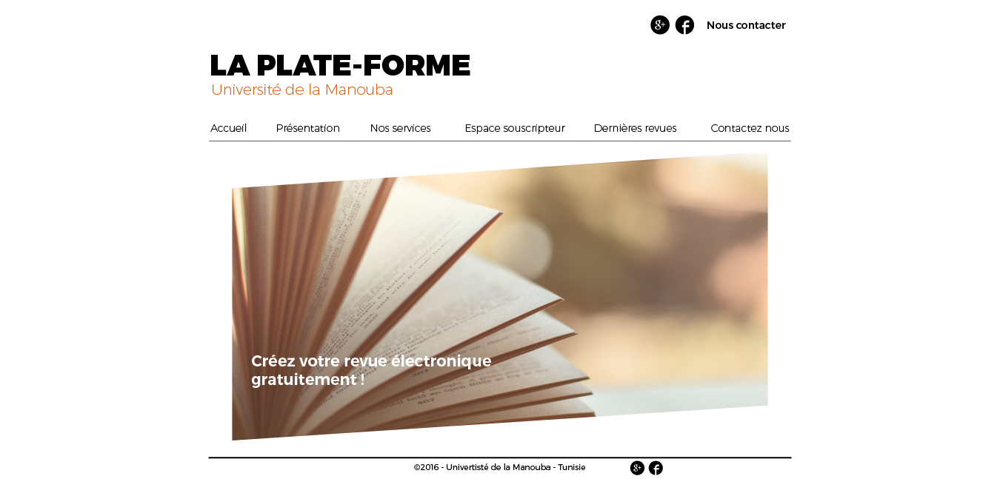 Nous contacter
LA PLATE-FORME
Université de la Manouba
Accueil Présentation Nos services Espace souscripteur Dernières revues Contactez nous
Créez votre revue électronique
gratuitement !
407
©2016 - Univertisté de la Manouba - Tunisie